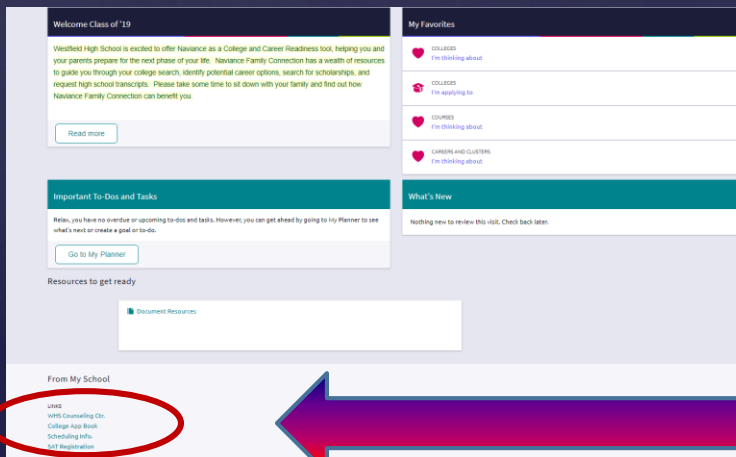 Welcome Class of '19
Westfield High School is excited to offer Naviance as a College and Career Readiness tool, helping you and
your parents prepare for the next phase of your life. Naviance Family Connection has a wealth of resources
to guide you through your college search, identify potential career options, search for scholarships, and
request high school transcripts. Please take some time to sit down with your family and find out how
Naviance Family Connection can benefit you.
Read more
My Favorites
COLLEGES
I'm thinking about
COLLEGES
I'm applying to
COURSES
I'm thinking about
CAREERS AND CLUSTERS
I'm thinking about
Important To-Dos and Tasks
Relax, you have no overdue or upcoming to-dos and tasks. However, you can get ahead by going to My Planner to see
what's next or create a goal or to-do.
Go to My Planner
What's New
Nothing new to review this visit. Check back later.
Resources to get ready
Document Resources
From My School
LINKS
WHS Counseling Ctr.
College App Book
Scheduling Info.
SAT Registration